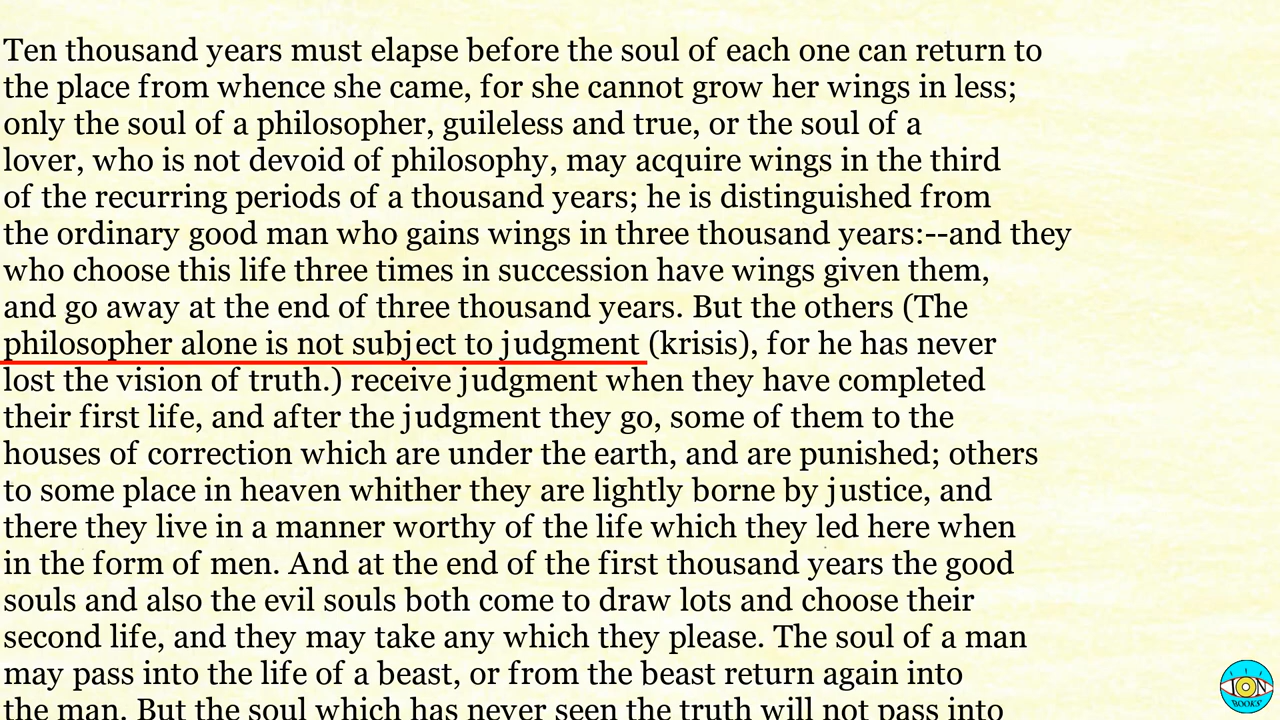 Ten thousand years must elapse before the soul of each one can return to
the place from whence she came, for she cannot grow her wings in less;
only the soul of a philosopher, guileless and true, or the soul of a
lover, who is not devoid of philosophy, may acquire wings in the third
of the recurring periods of a thousand years; he is distinguished from
the ordinary good man who gains wings in three thousand years:--and they
who choose this life three times in succession have wings given them,
and go away at the end of three thousand years. But the others (The
philosopher alone is not subject to judgment (krisis), for he has never
lost the vision of truth.) receive judgment when they have completed
their first life, and after the judgment they go, some of them to the
houses of correction which are under the earth, and are punished; others
to some place in heaven whither they are lightly borne by justice, and
there they live in a manner worthy of the life which they led here when
in the form of men. And at the end of the first thousand years the good
souls and also the evil souls both come to draw lots and choose their
second life, and they may take any which they please. The soul of a man
may pass into the life of a beast, or from the beast return again into
the man. But the soul which has never seen the truth will not pass into
ION
BOOKS